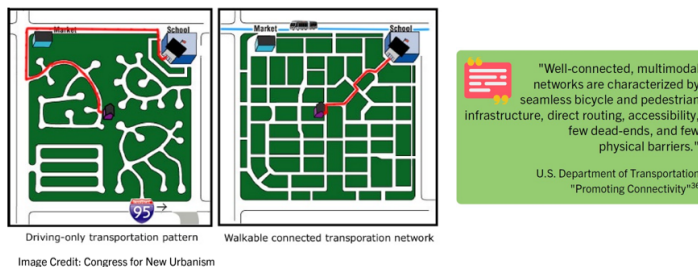 Market
School
95
Driving-only transportation pattern
Market
School
Walkable connected transporation network
Image Credit: Congress for New Urbanism
"Well-connected, multimodal
networks are characterized by
seamless bicycle and pedestrian
infrastructure, direct routing, accessibility,
few dead-ends, and few
physical barriers."
U.S. Department of Transportation
"Promoting Connectivity"36